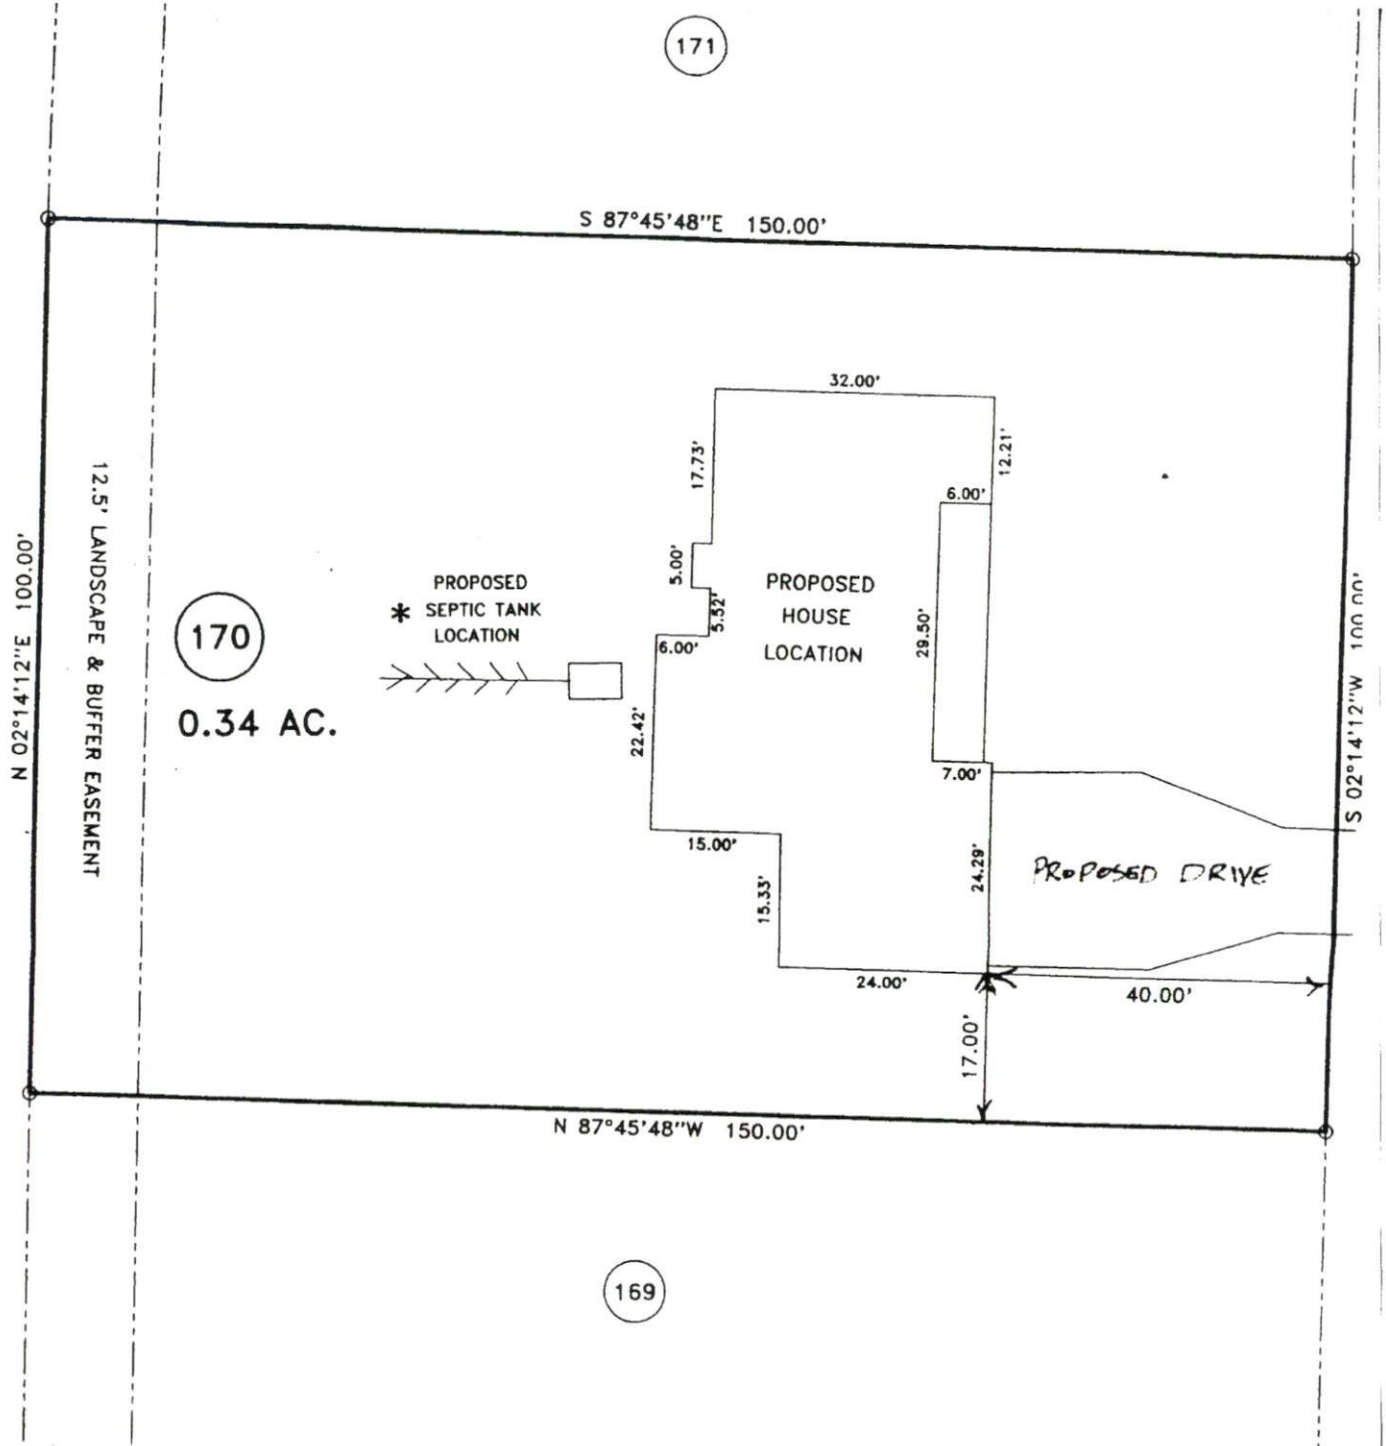 171
S 87°45'48"E 150.00'
32.00'
17.73'
12.21'
6.00'
5.00'
5.52'
PROPOSED
HOUSE
LOCATION
PROPOSED
* SEPTIC TANK
LOCATION
6.00'
29.50'
22.42'
170
0.34 AC.
N 02°14'12"E 100.00'
12.5' LANDSCAPE & BUFFER EASEMENT
S 02°14'12"W 100.00'
7.00'
15.00'
15.33'
24.29'
PROPOSED DRIVE
24.00'
40.00'
17.00'
N 87°45'48"W 150.00'
169